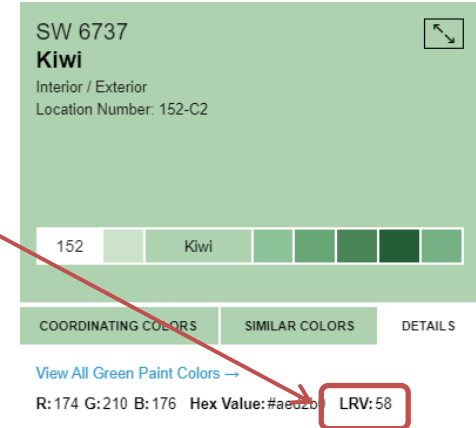 SW 6737
Kiwi
Interior / Exterior
Location Number: 152-C2
152 Kiwi
COORDINATING COLORS SIMILAR COLORS DETAILS
View All Green Paint Colors →
R: 174 G: 210 B: 176 Hex Value: #aed2b0 LRV: 58